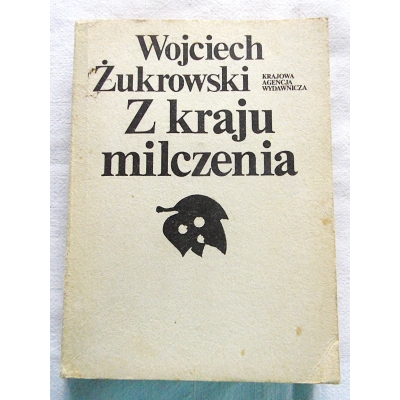 Wojciech
Żukrowski
KRAJOWA
AGENCJA
WYDAWNICZA
Z kraju
milczenia